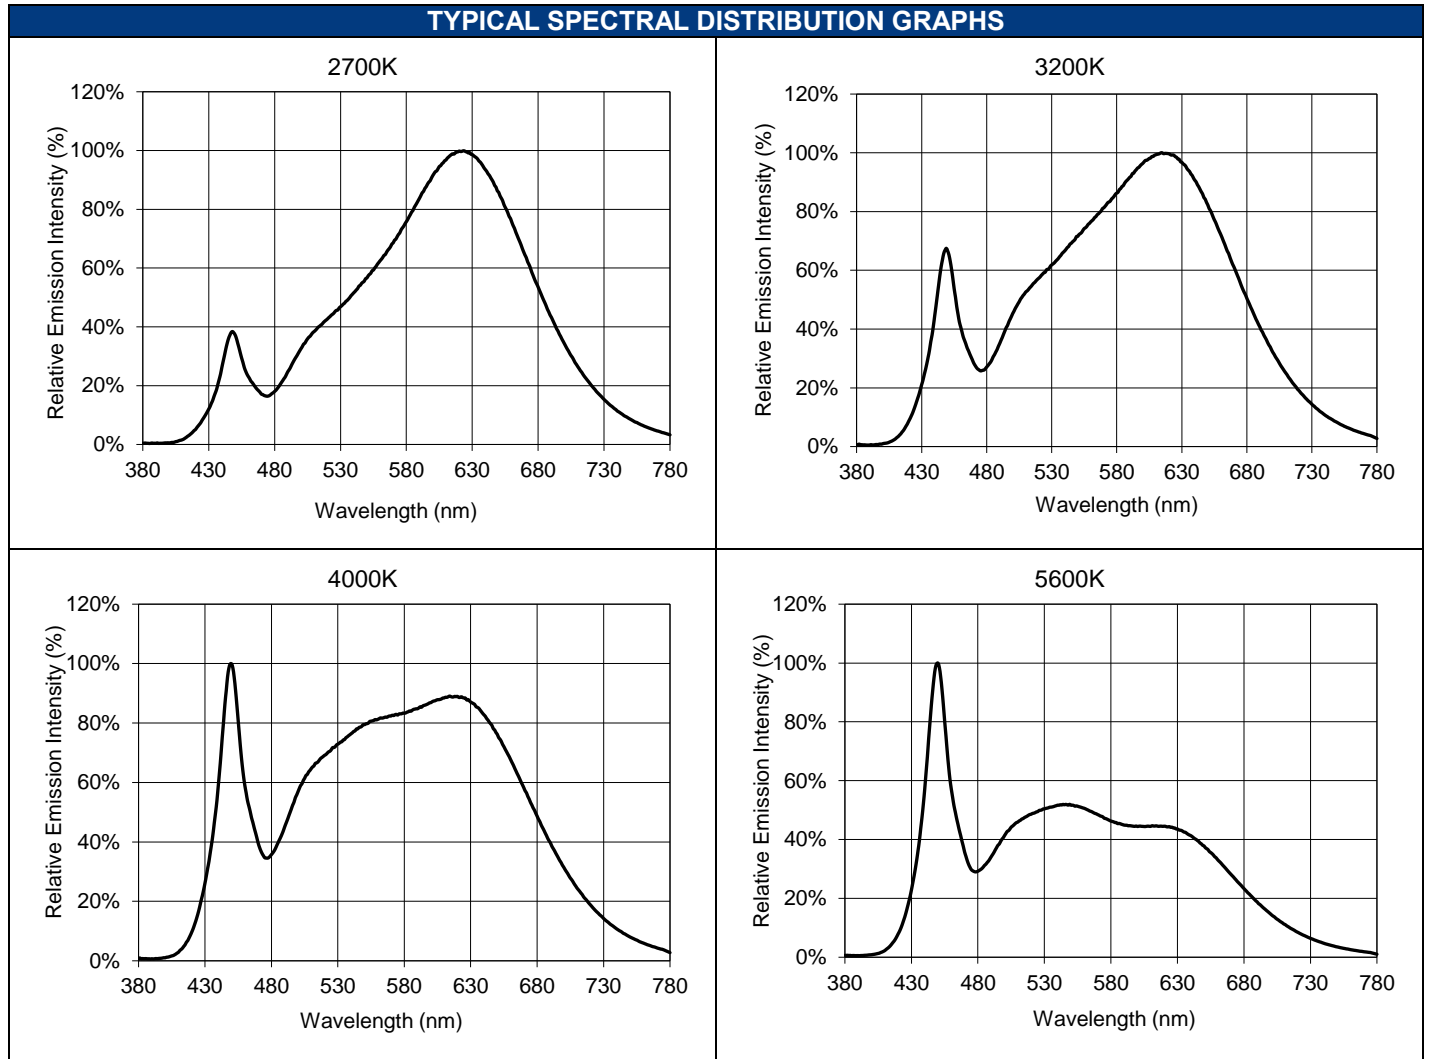 TYPICAL SPECTRAL DISTRIBUTION GRAPHS
2700K
120%
100%
80%
60%
40%
20%
0%
380 430 480 530 580 630 680 730 780
Relative Emission Intensity (%)
Wavelength (nm)
3200K
120%
100%
80%
60%
40%
20%
0%
380 430 480 530 580 630 680 730 780
Relative Emission Intensity (%)
Wavelength (nm)
4000K
120%
100%
80%
60%
40%
20%
0%
380 430 480 530 580 630 680 730 780
Relative Emission Intensity (%)
Wavelength (nm)
5600K
120%
100%
80%
60%
40%
20%
0%
380 430 480 530 580 630 680 730 780
Relative Emission Intensity (%)
Wavelength (nm)